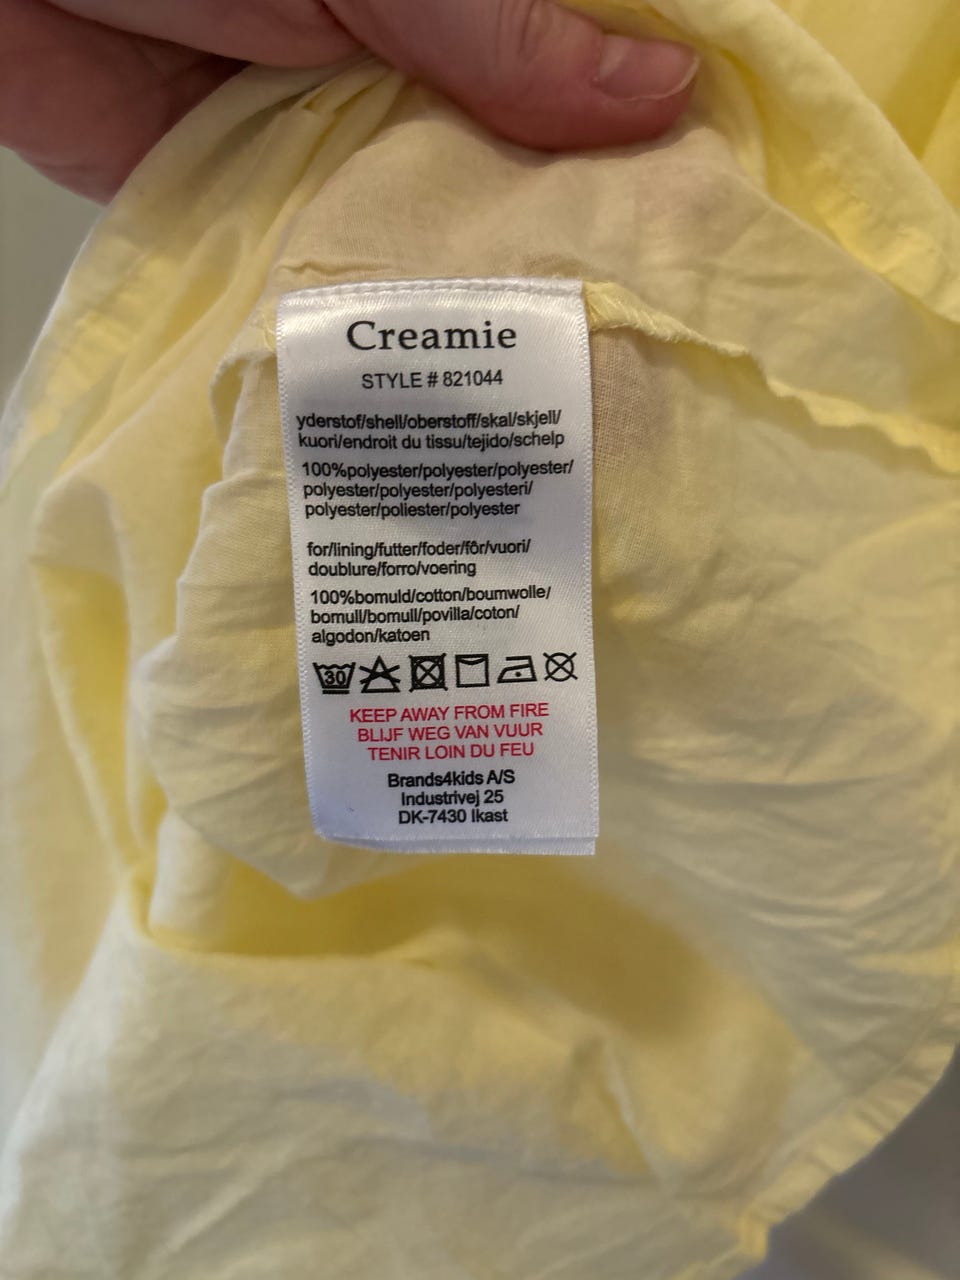 Creamie
STYLE # 821044
yderstof/shell/oberstoff/skal/skjell/
kuori/endroit du tissu/tejido/schelp
100%polyester/polyester/polyester/
polyester/polyester/polyesteri/
polyester/poliester/polyester
for/lining/futter/foder/fôr/vuori/
doublure/forro/voering
100%bomuld/cotton/boumwolle/
bomull/bomull/povilla/coton/
algodon/katoen
30
KEEP AWAY FROM FIRE
BLIJF WEG VAN VUUR
TENIR LOIN DU FEU
Brands4kids A/S
Industrivej 25
DK-7430 Ikast